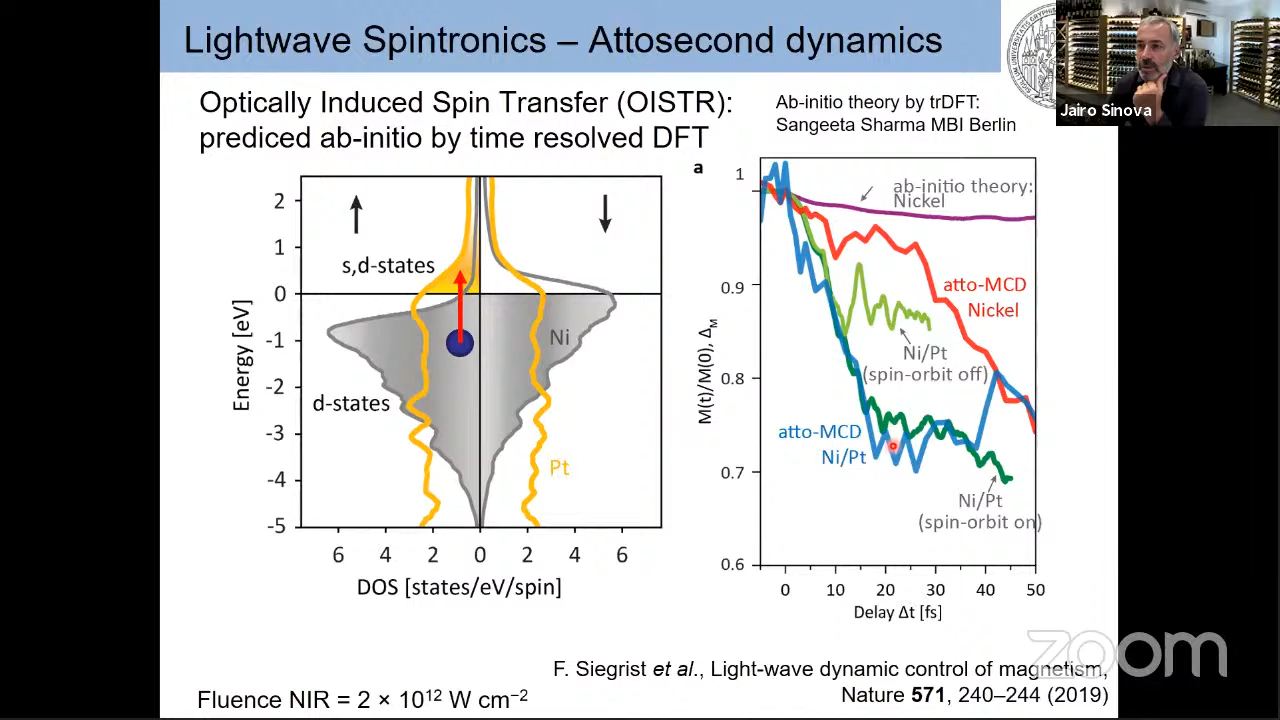 Lightwave Spintronics – Attosecond dynamics
Jairo Sinova
Optically Induced Spin Transfer (OISTR):
prediced ab-initio by time resolved DFT
Ab-initio theory by trDFT:
Sangeeta Sharma MBI Berlin
2
1
0
-1
-2
-3
-4
-5
Energy [eV]
s,d-states
d-states
Ni
Pt
6 4 2 0 2 4 6
DOS [states/eV/spin]
a
1
0.9
0.8
0.7
0.6
M(t)/M(0), ΔM
ab-initio theory:
Nickel
atto-MCD
Nickel
Ni/Pt
(spin-orbit off)
atto-MCD
Ni/Pt
Ni/Pt
(spin-orbit on)
0 10 20 30 40 50
Delay Δt [fs]
zoom
F. Siegrist et al., Light-wave dynamic control of magnetism,
Nature 571, 240–244 (2019)
Fluence NIR = 2 × 10¹² W cm⁻²